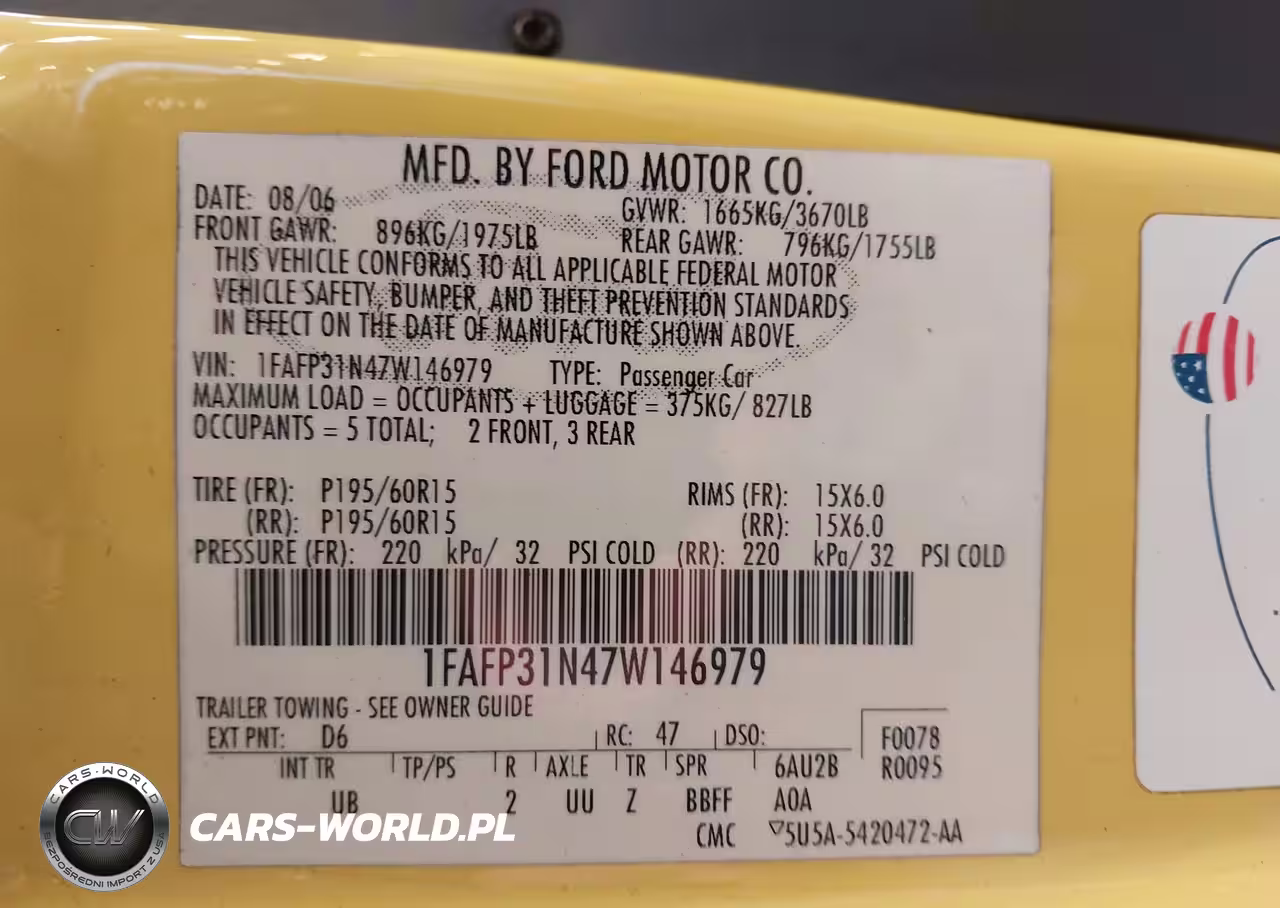 MFD. BY FORD MOTOR CO.
DATE: 08/06 GVWR: 1665KG/3670LB
FRONT GAWR: 896KG/1975LB REAR GAWR: 796KG/1755LB
THIS VEHICLE CONFORMS TO ALL APPLICABLE FEDERAL MOTOR
VEHICLE SAFETY, BUMPER, AND THEFT PREVENTION STANDARDS
IN EFFECT ON THE DATE OF MANUFACTURE SHOWN ABOVE.
VIN: 1FAFP31N47W146979 TYPE: Passenger Car
MAXIMUM LOAD = OCCUPANTS + LUGGAGE = 375KG/ 827LB
OCCUPANTS = 5 TOTAL; 2 FRONT, 3 REAR
TIRE (FR): P195/60R15 RIMS (FR): 15X6.0
(RR): P195/60R15 (RR): 15X6.0
PRESSURE (FR): 220 kPa/ 32 PSI COLD (RR): 220 kPa/ 32 PSI COLD
1FAFP31N47W146979
TRAILER TOWING - SEE OWNER GUIDE
EXT PNT: D6 RC: 47 DSO: F0078
INT TR TP/PS R AXLE TR SPR 6AU2B R0095
UB 2 UU Z BBFF A0A
CMC ▽5U5A-5420472-AA
CARS-WORLD
CW
BEZPOŚREDNI IMPORT Z USA
CARS-WORLD.PL